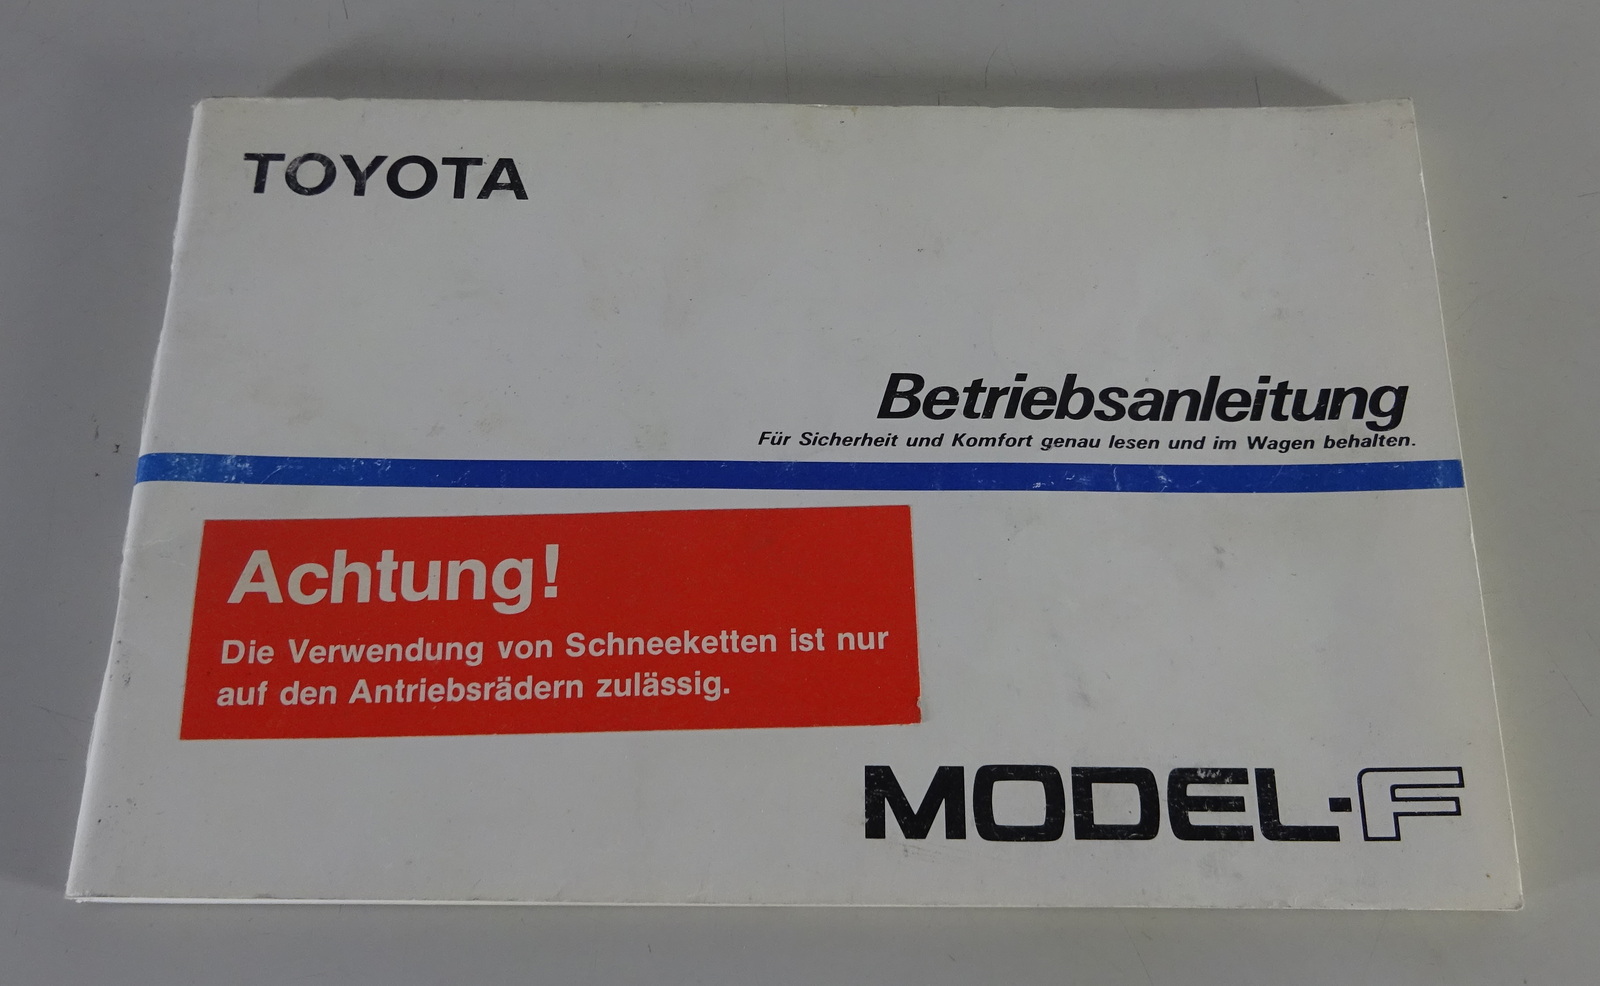 TOYOTA
Betriebsanleitung
Für Sicherheit und Komfort genau lesen und im Wagen behalten.
Achtung!
Die Verwendung von Schneeketten ist nur
auf den Antriebsrädern zulässig.
MODEL-F